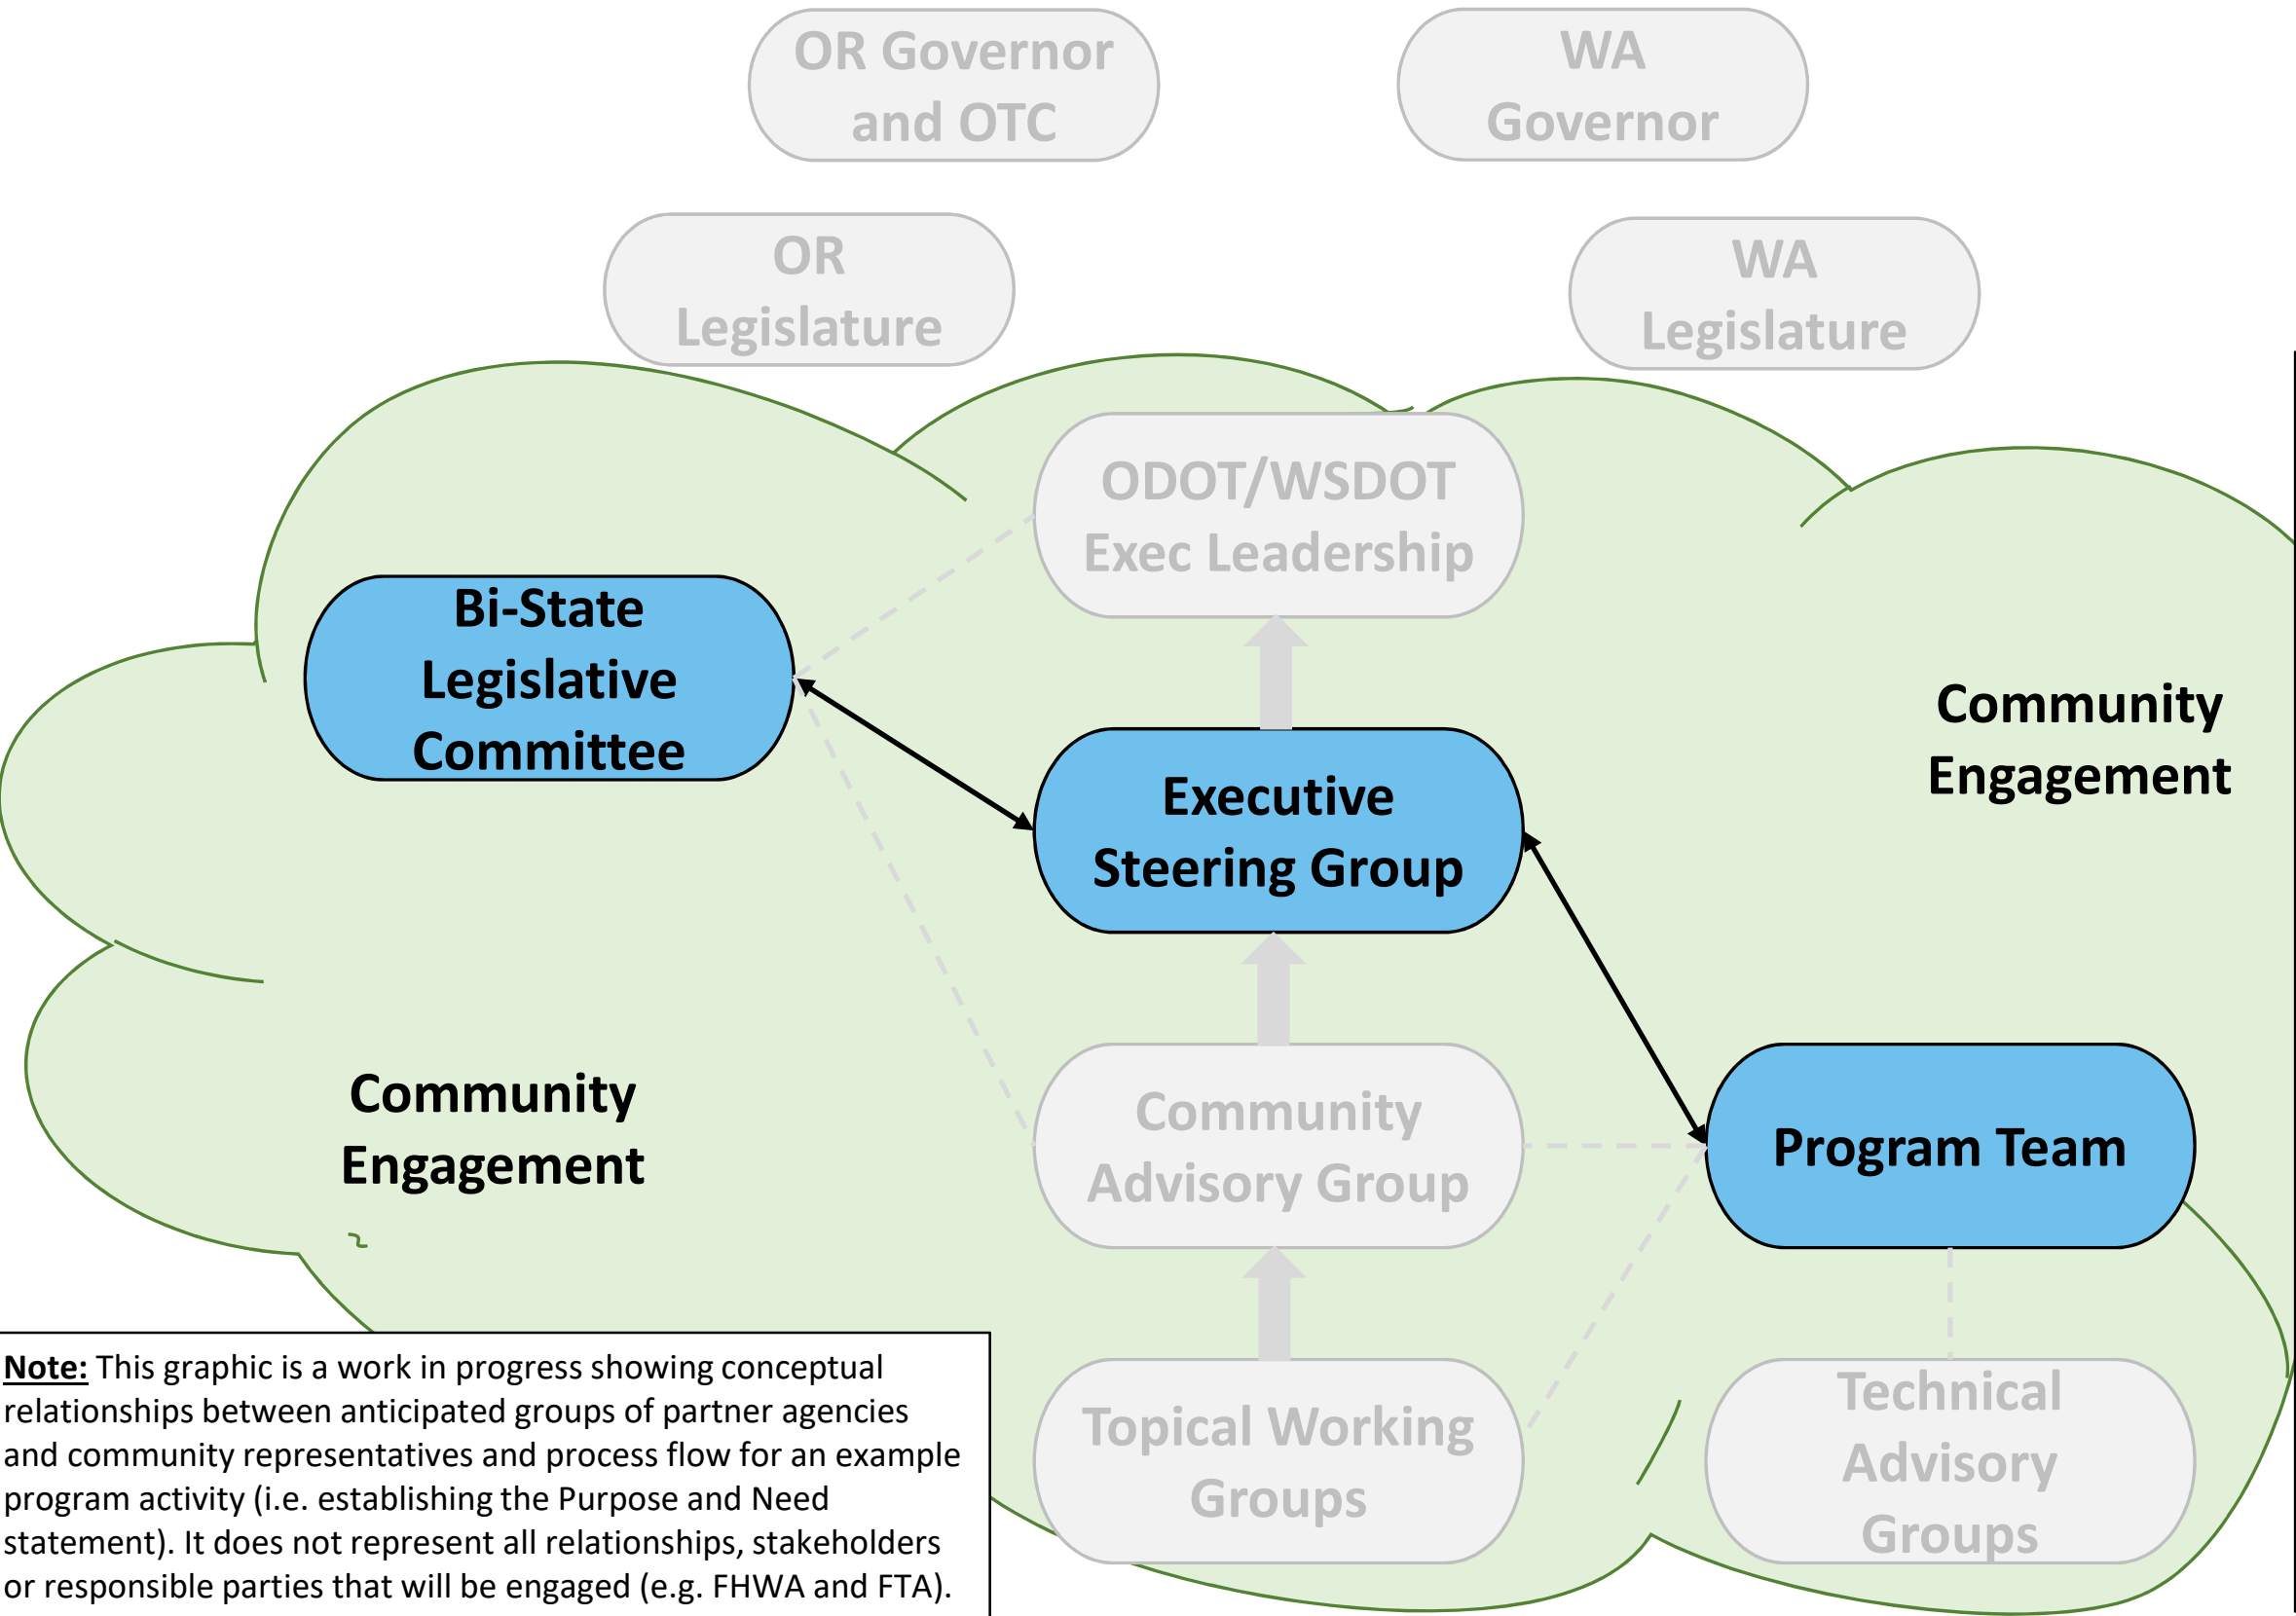 OR Governor
and OTC
WA
Governor
OR
Legislature
WA
Legislature
ODOT/WSDOT
Exec Leadership
Bi-State
Legislative
Committee
Community
Engagement
Executive
Steering Group
Community
Engagement
Community
Advisory Group
Program Team
Topical Working
Groups
Technical
Advisory
Groups
Note: This graphic is a work in progress showing conceptual
relationships between anticipated groups of partner agencies
and community representatives and process flow for an example
program activity (i.e. establishing the Purpose and Need
statement). It does not represent all relationships, stakeholders
or responsible parties that will be engaged (e.g. FHWA and FTA).